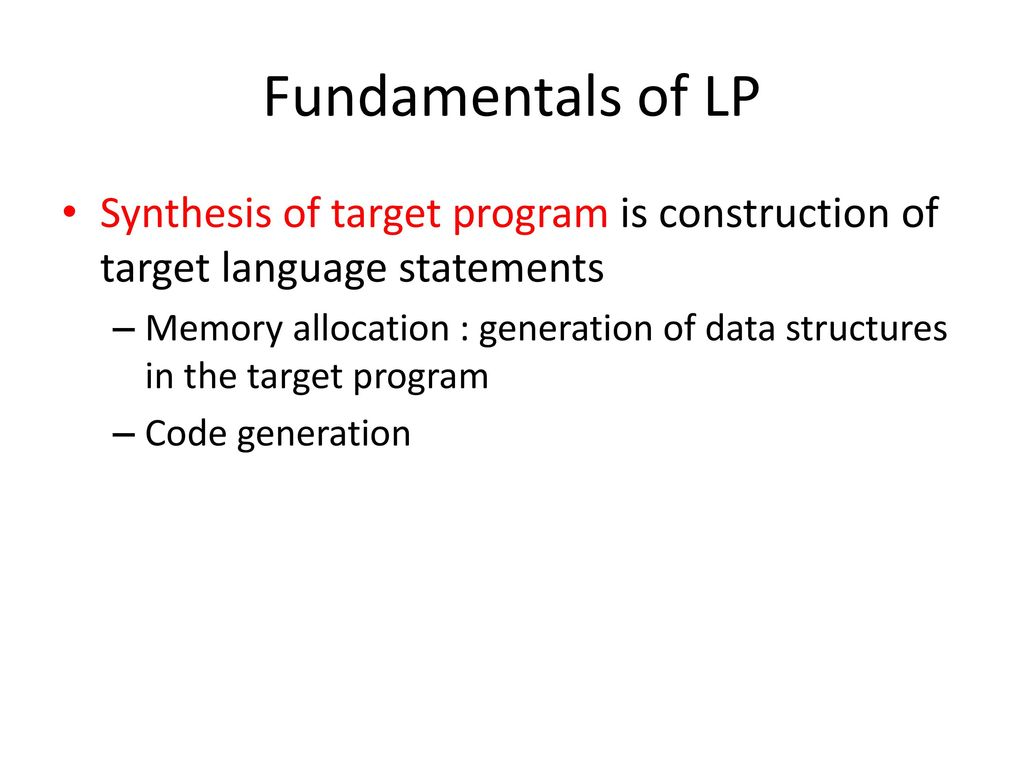 Fundamentals of LP
• Synthesis of target program is construction of
target language statements
– Memory allocation : generation of data structures
in the target program
– Code generation